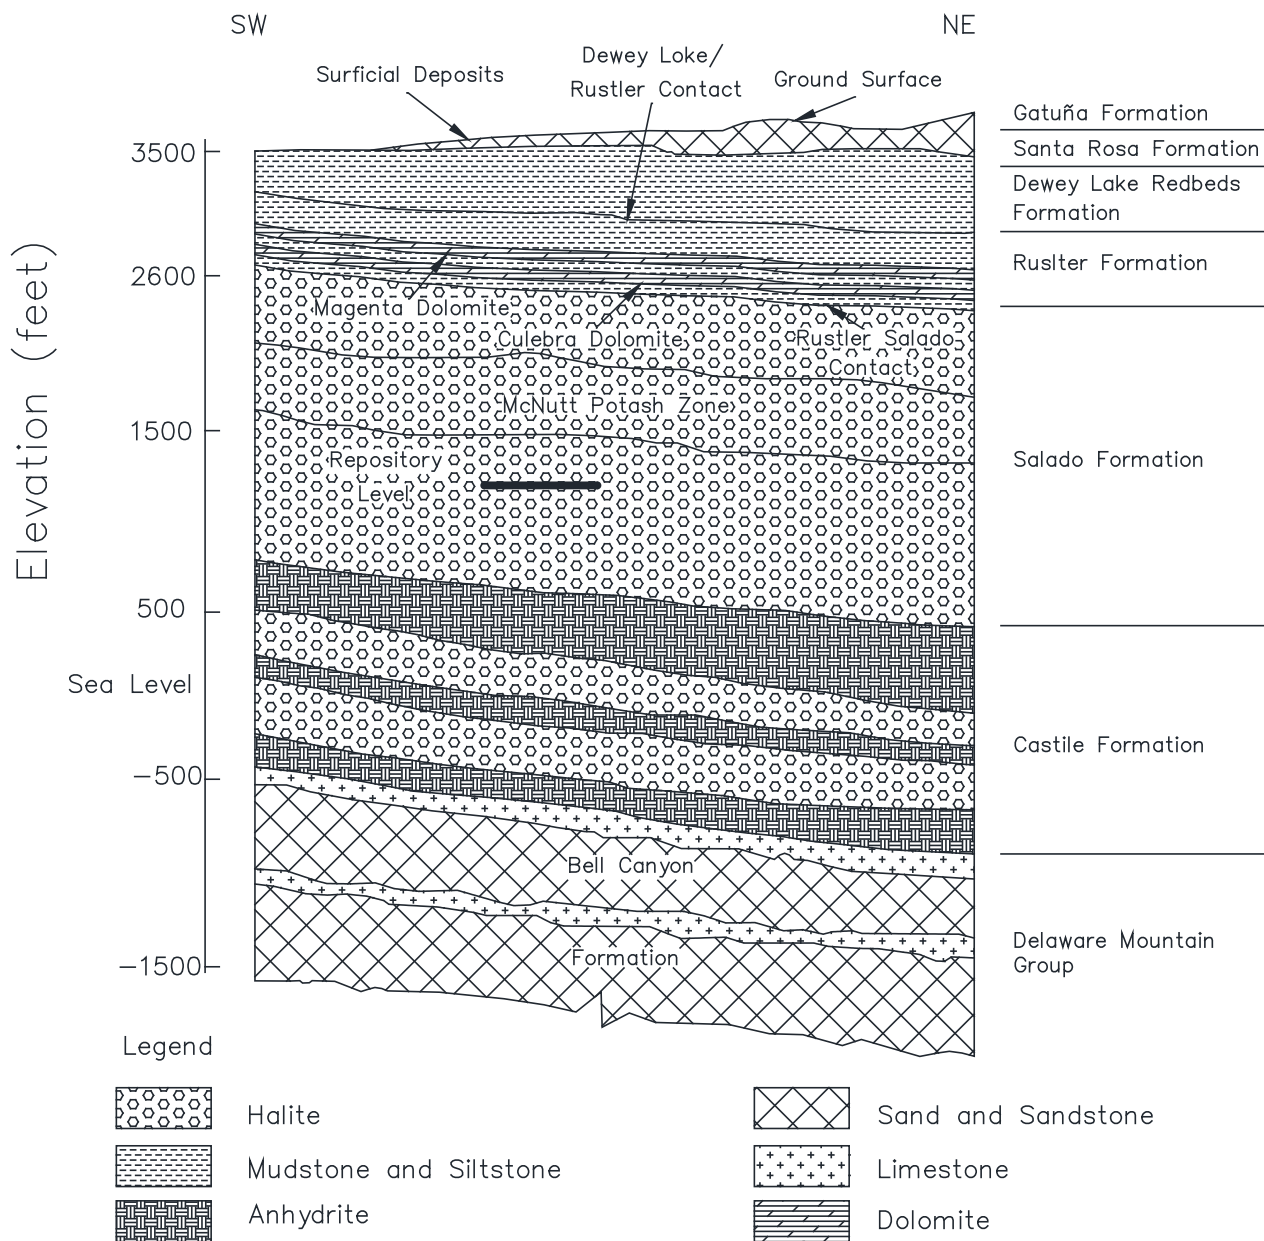 SW
NE
Dewey Loke/
Rustler Contact
Surficial Deposits
Ground Surface
Gatuña Formation
3500
Santa Rosa Formation
Dewey Lake Redbeds
Formation
Ruslter Formation
2600
Magenta Dolomite
Culebra Dolomite
Rustler Salado
Contact
McNutt Potash Zone
1500
Repository
Level
Salado Formation
Elevation (feet)
500
Sea Level
Castile Formation
−500
Bell Canyon
Formation
Delaware Mountain
Group
−1500
Legend
Halite
Sand and Sandstone
Mudstone and Siltstone
Limestone
Anhydrite
Dolomite